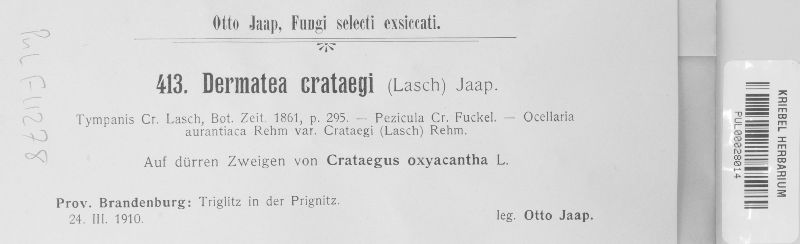 Otto Jaap, Fungi selecti exsiccati.
413. Dermatea crataegi (Lasch) Jaap.
Tympanis Cr. Lasch, Bot. Zeit. 1861, p. 295. — Pezicula Cr. Fuckel. — Ocellaria
aurantiaca Rehm var. Crataegi (Lasch) Rehm.
Auf dürren Zweigen von Crataegus oxyacantha L.
Prov. Brandenburg: Triglitz in der Prignitz.
24. III. 1910.
leg. Otto Jaap.
PUL F11278
KRIEBEL HERBARIUM
PUL00028014